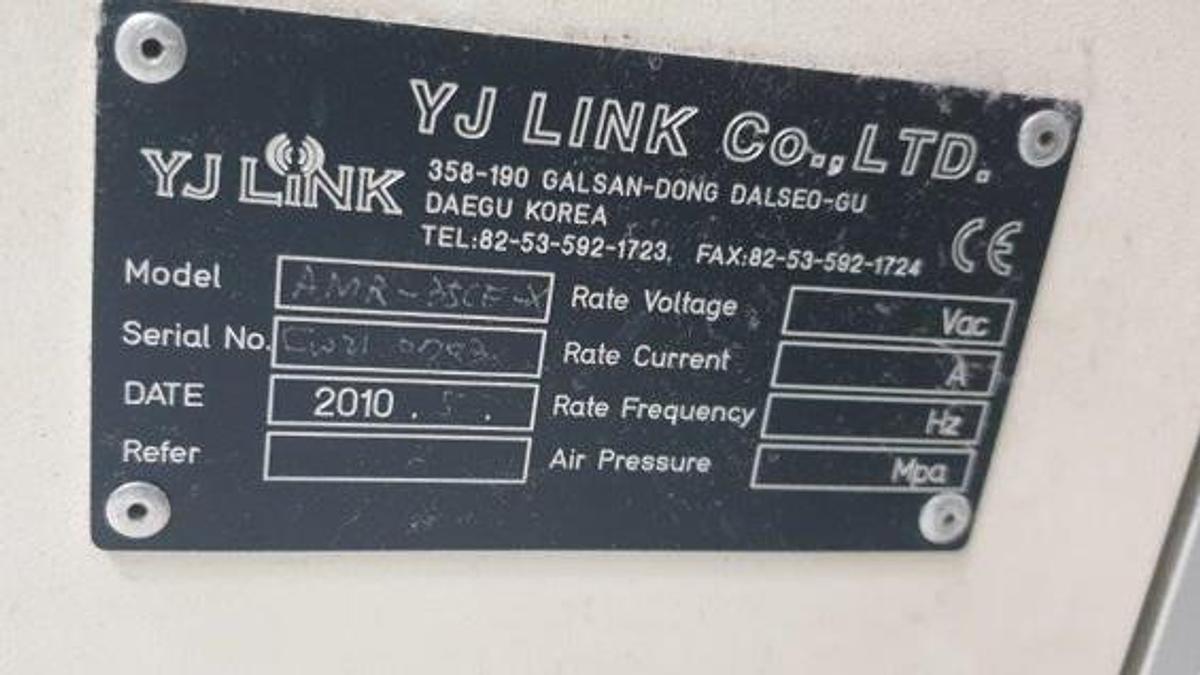 YJ LINK Co.,LTD.
YJ LiNK
358-190 GALSAN-DONG DALSEO-GU
DAEGU KOREA
TEL:82-53-592-1723, FAX:82-53-592-1724
CE
Model
Rate Voltage Vac
Serial No.
Rate Current A
DATE 2010 . .
Rate Frequency Hz
Refer
Air Pressure Mpa